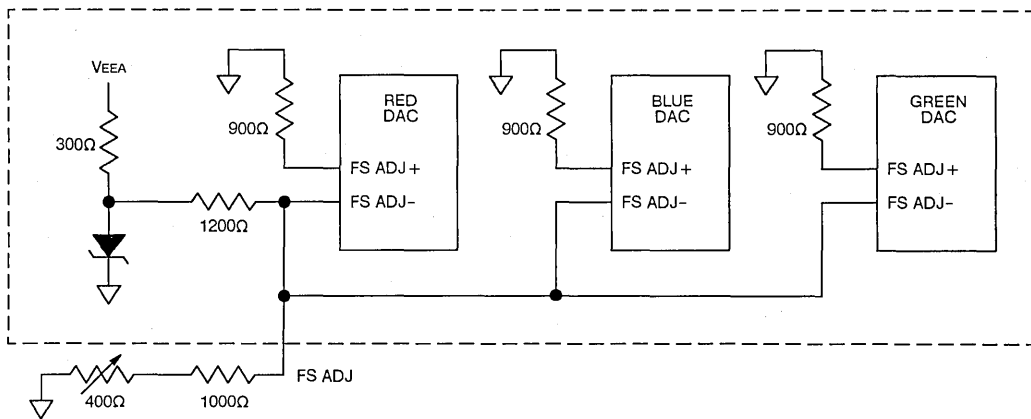 VEEA
300Ω
1200Ω
900Ω
RED
DAC
FS ADJ+
FS ADJ-
900Ω
BLUE
DAC
FS ADJ+
FS ADJ-
900Ω
GREEN
DAC
FS ADJ+
FS ADJ-
400Ω
1000Ω
FS ADJ